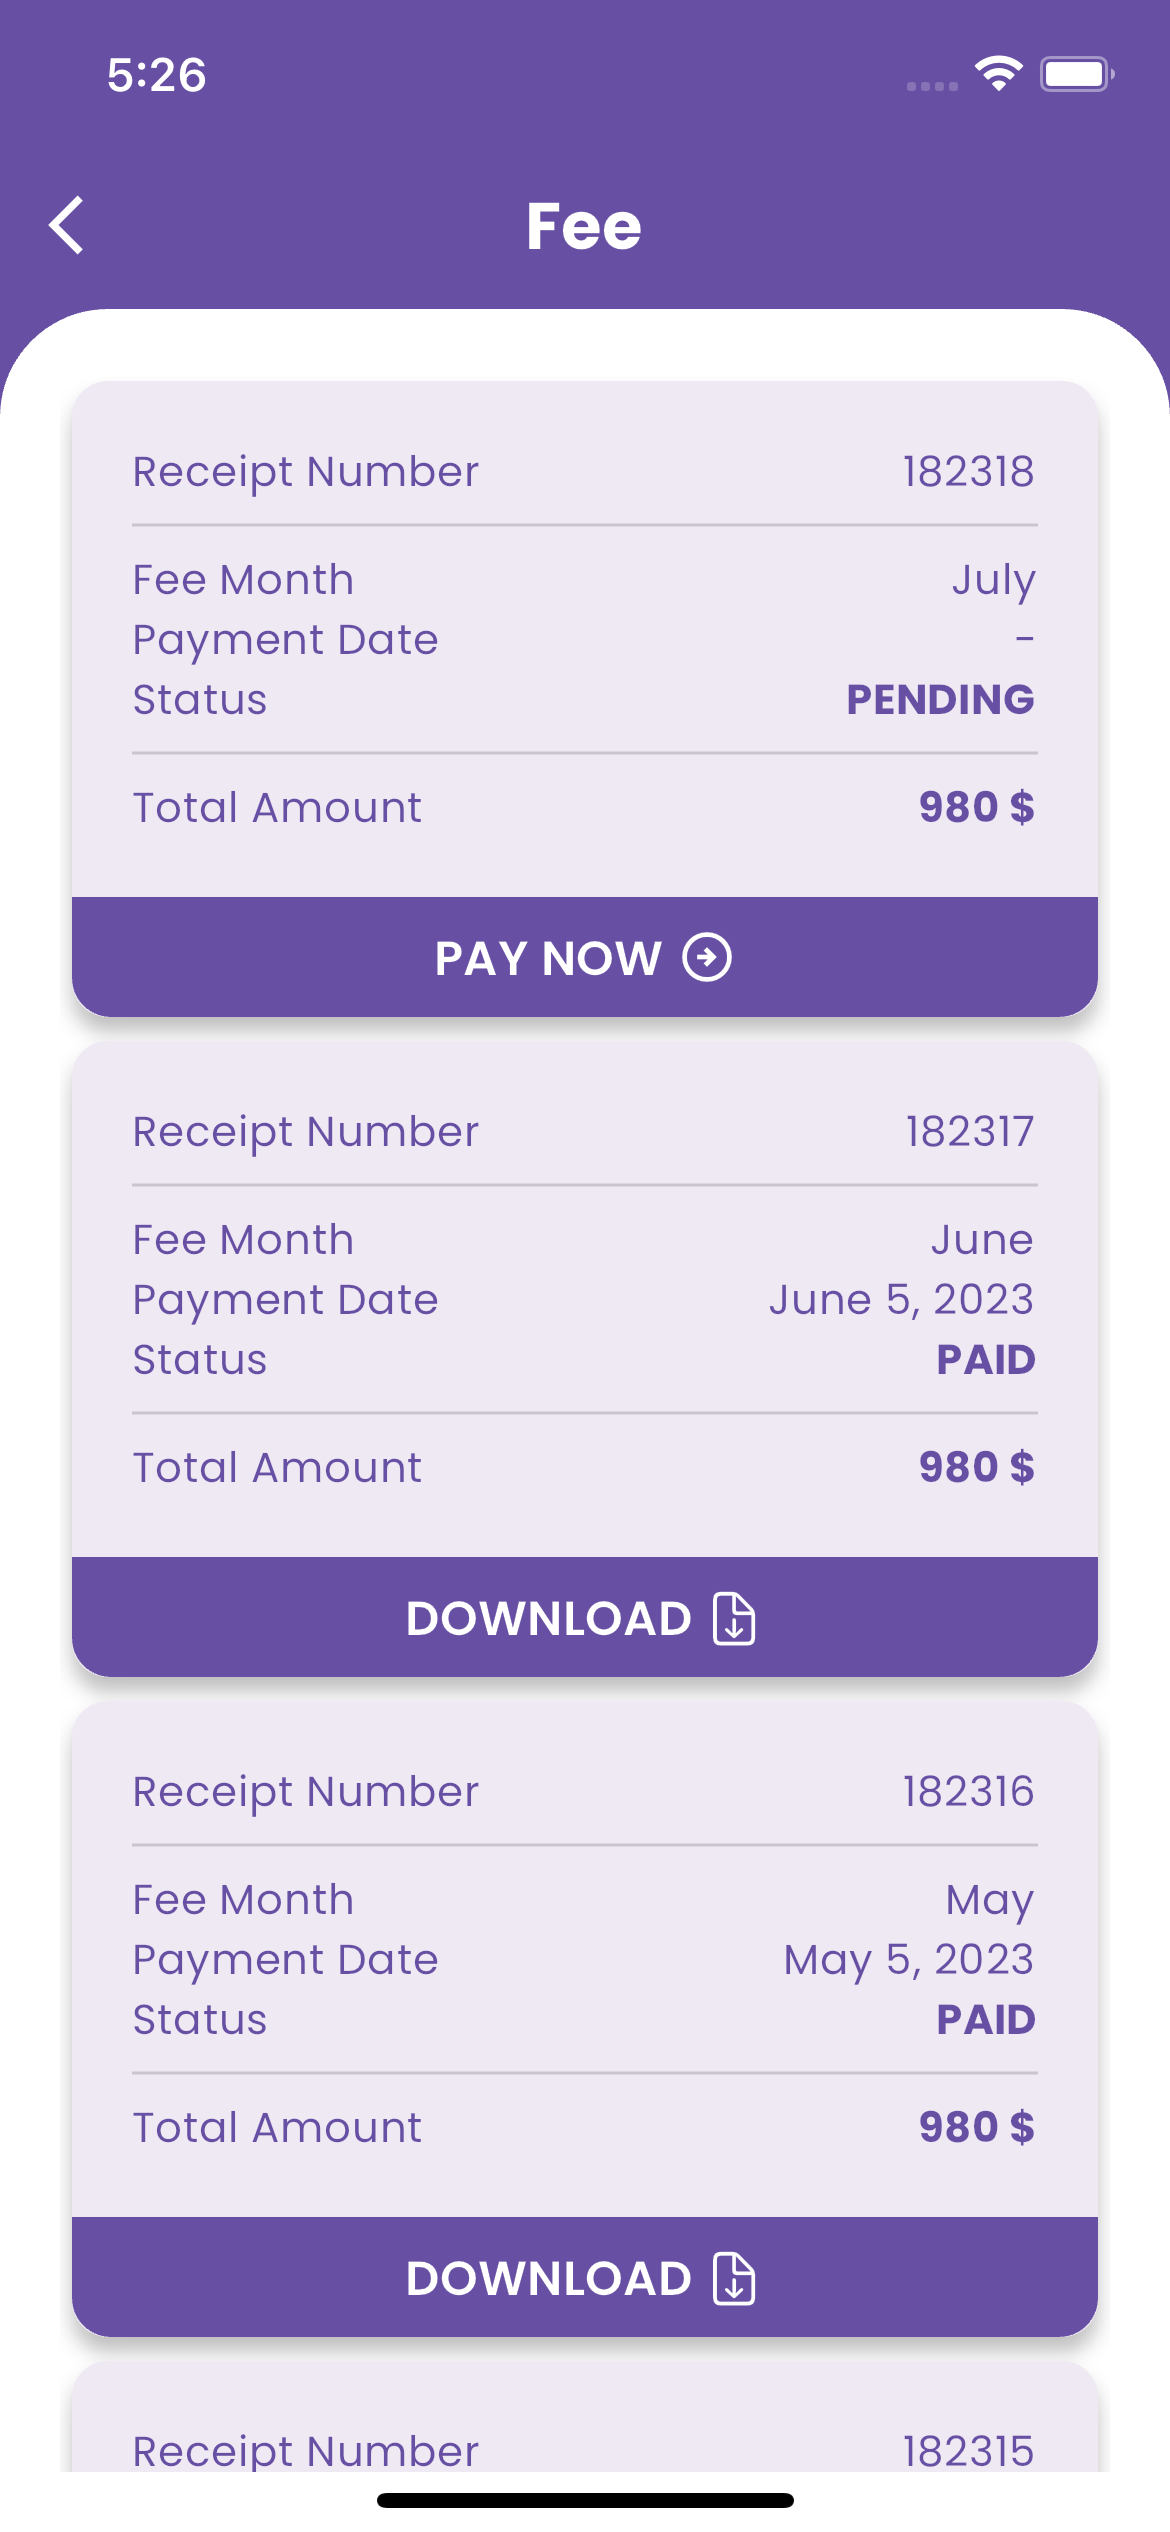 5:26
Fee
Receipt Number 182318
Fee Month July
Payment Date -
Status PENDING
Total Amount 980 $
PAY NOW
Receipt Number 182317
Fee Month June
Payment Date June 5, 2023
Status PAID
Total Amount 980 $
DOWNLOAD
Receipt Number 182316
Fee Month May
Payment Date May 5, 2023
Status PAID
Total Amount 980 $
DOWNLOAD
Receipt Number 182315